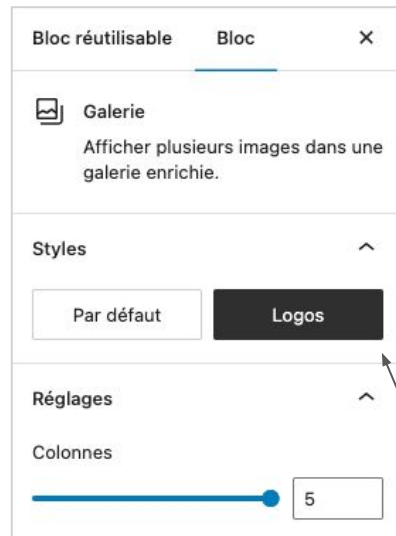 Bloc réutilisable Bloc ×
Galerie
Afficher plusieurs images dans une
galerie enrichie.
Styles
Par défaut Logos
Réglages
Colonnes
5